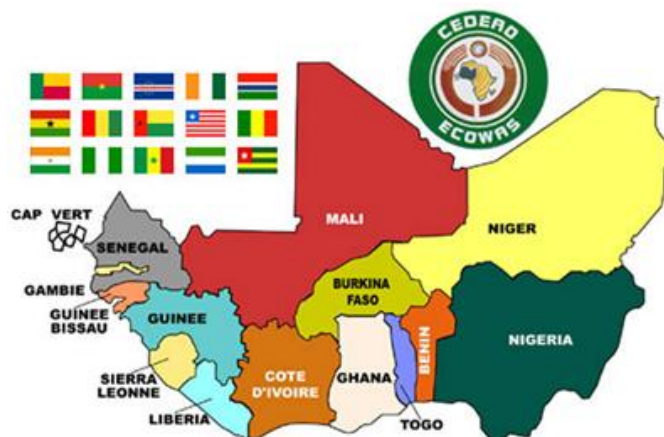 CEDEAO
ECOWAS
CAP VERT
SENEGAL
MALI
NIGER
GAMBIE
GUINEE
BISSAU
GUINEE
BURKINA
FASO
SIERRA
LEONNE
LIBERIA
COTE
D'IVOIRE
GHANA
TOGO
BENIN
NIGERIA